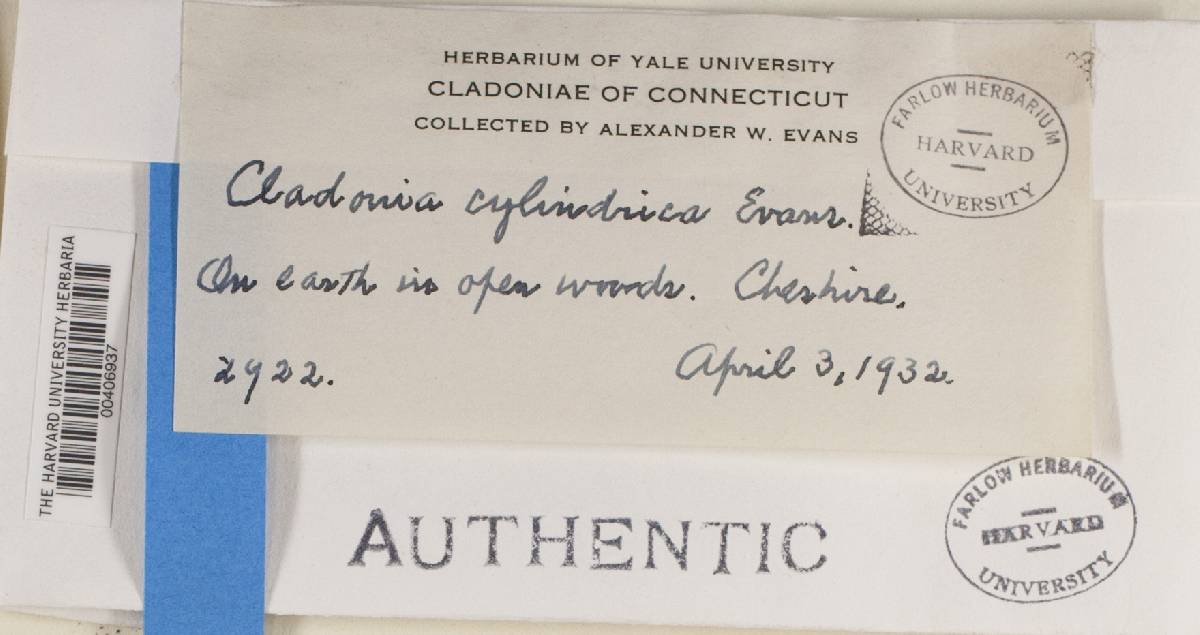 HERBARIUM OF YALE UNIVERSITY
CLADONIAE OF CONNECTICUT
COLLECTED BY ALEXANDER W. EVANS
FARLOW HERBARIUM
HARVARD
UNIVERSITY
Cladonia cylindrica Evans.
On earth in open woods. Cheshire.
2922. April 3, 1932.
THE HARVARD UNIVERSITY HERBARIA
00406937
AUTHENTIC
FARLOW HERBARIUM
HARVARD
UNIVERSITY